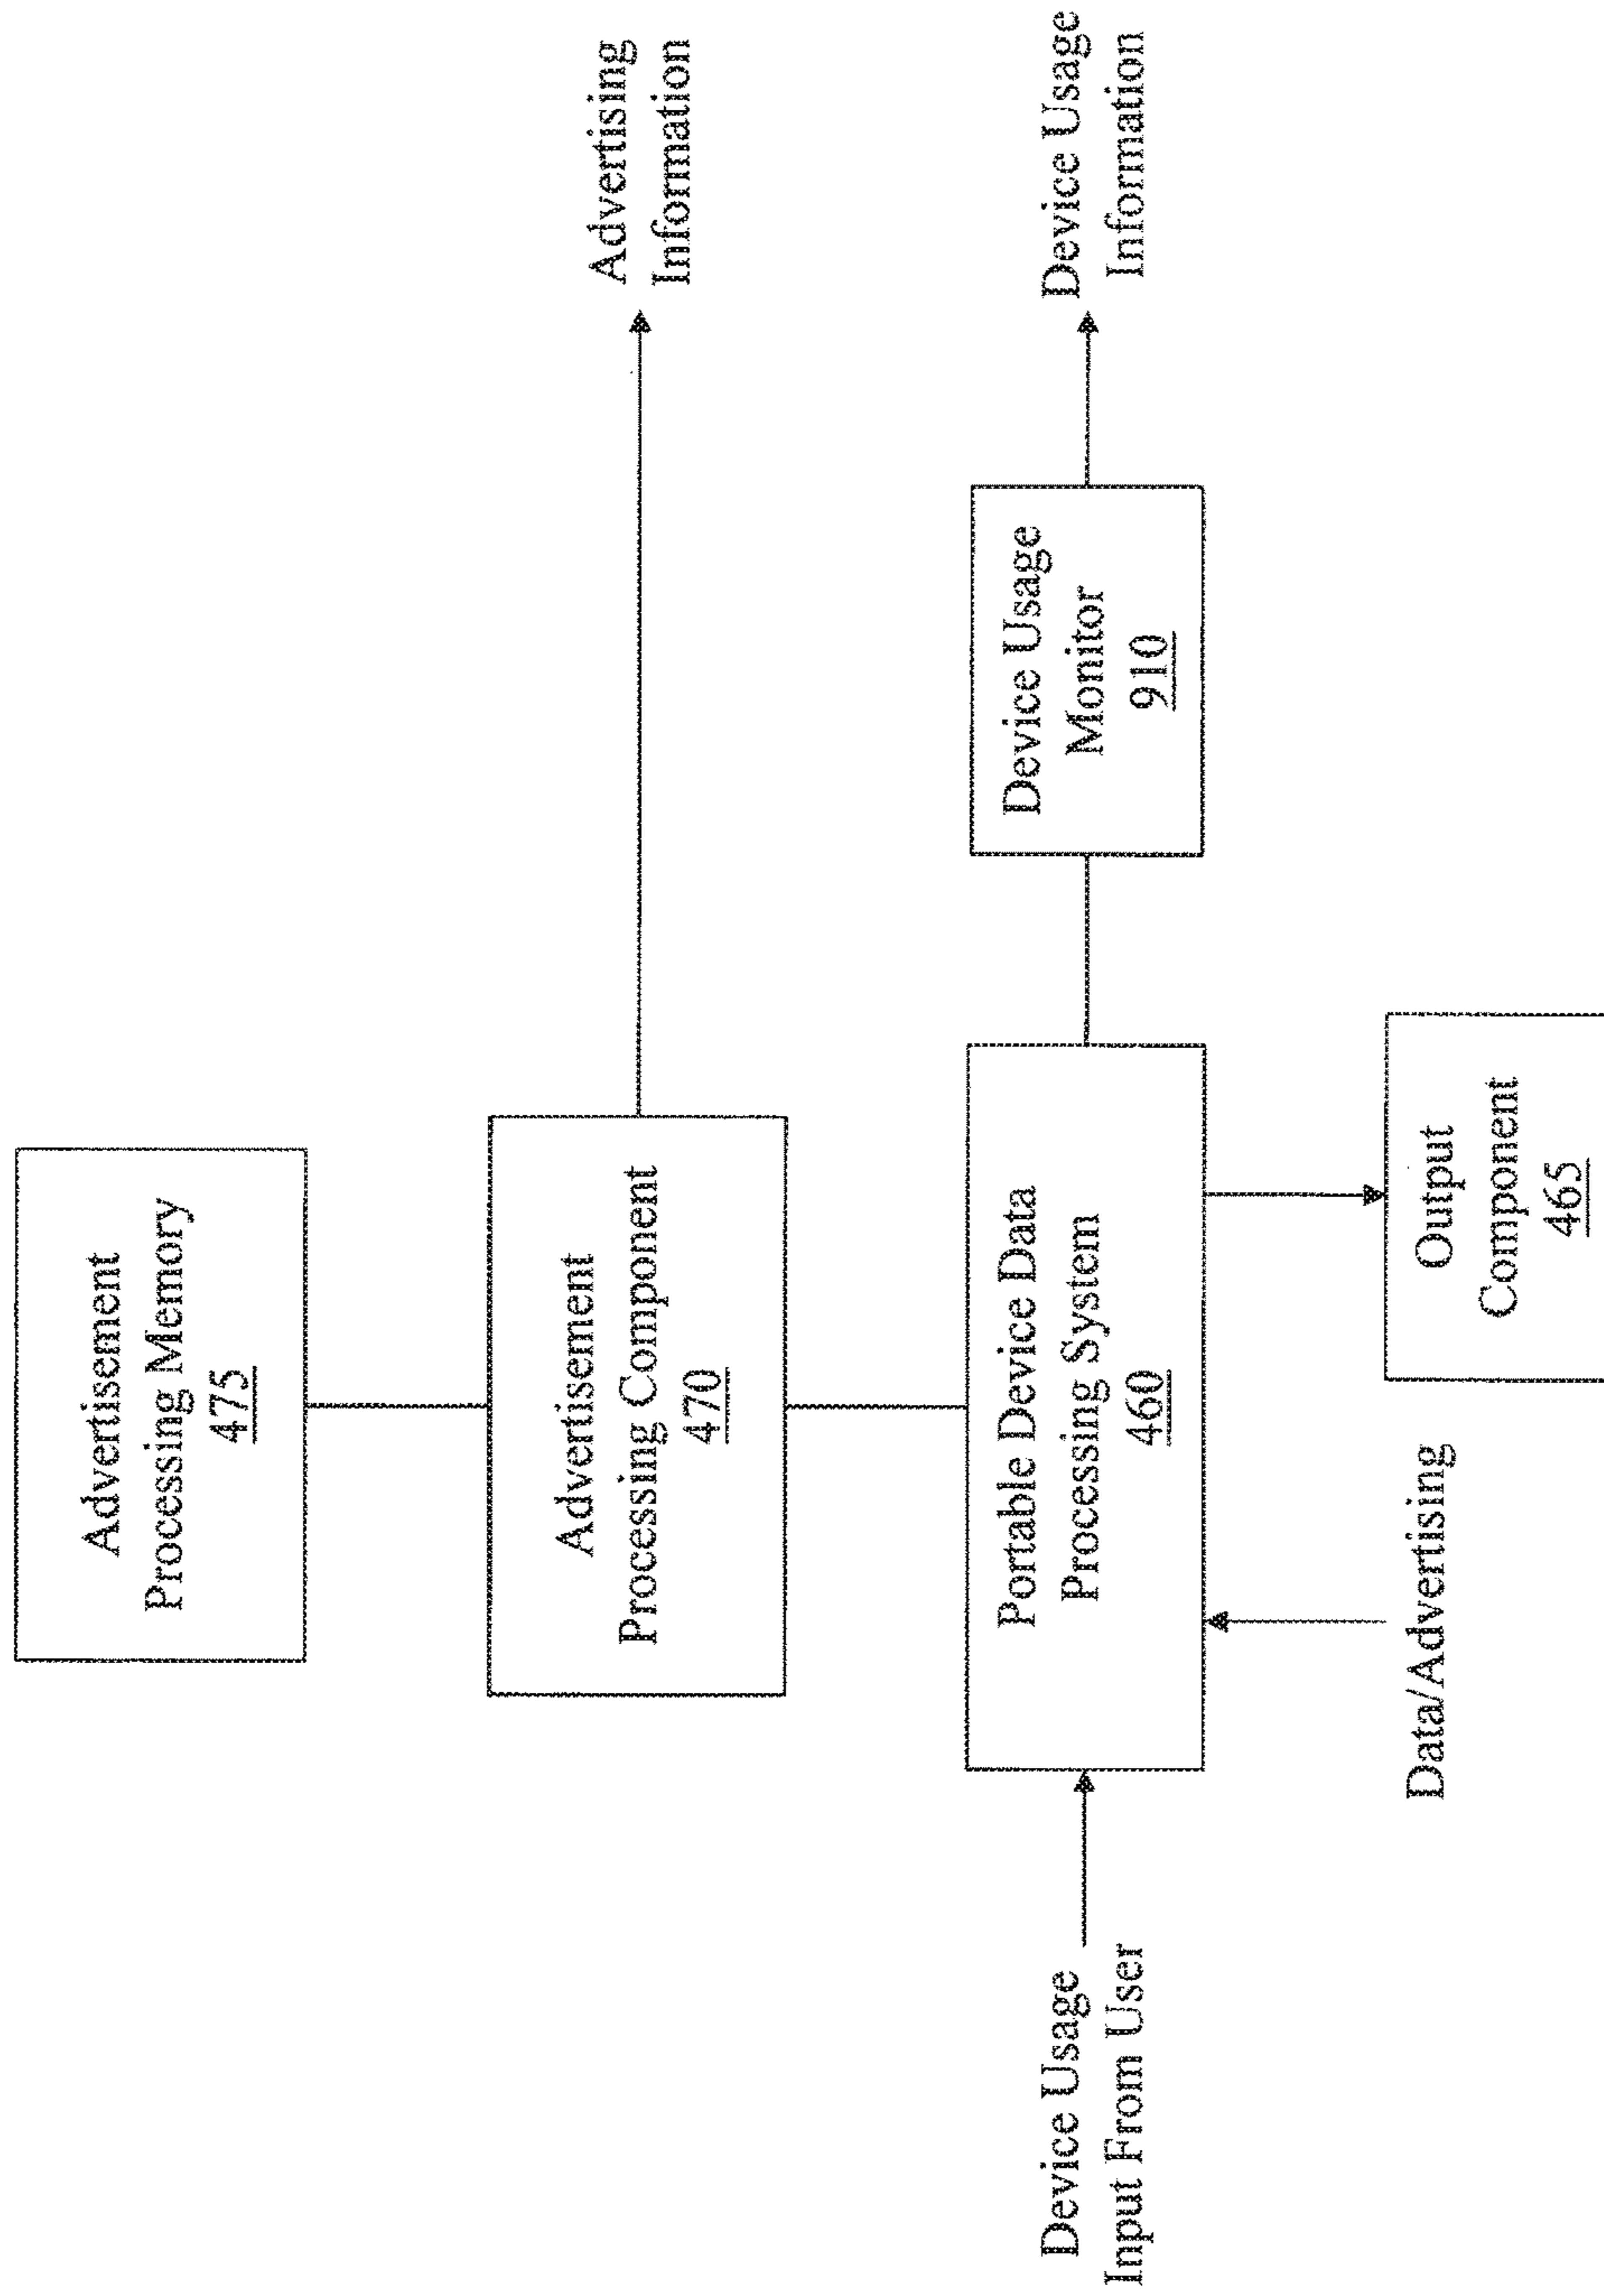 Advertisement
Processing Memory
475
Advertisement
Processing Component
470
Advertising
Information
Device Usage
Input From User
Portable Device Data
Processing System
460
Device Usage
Monitor
910
Device Usage
Information
Data/Advertising
Output
Component
465